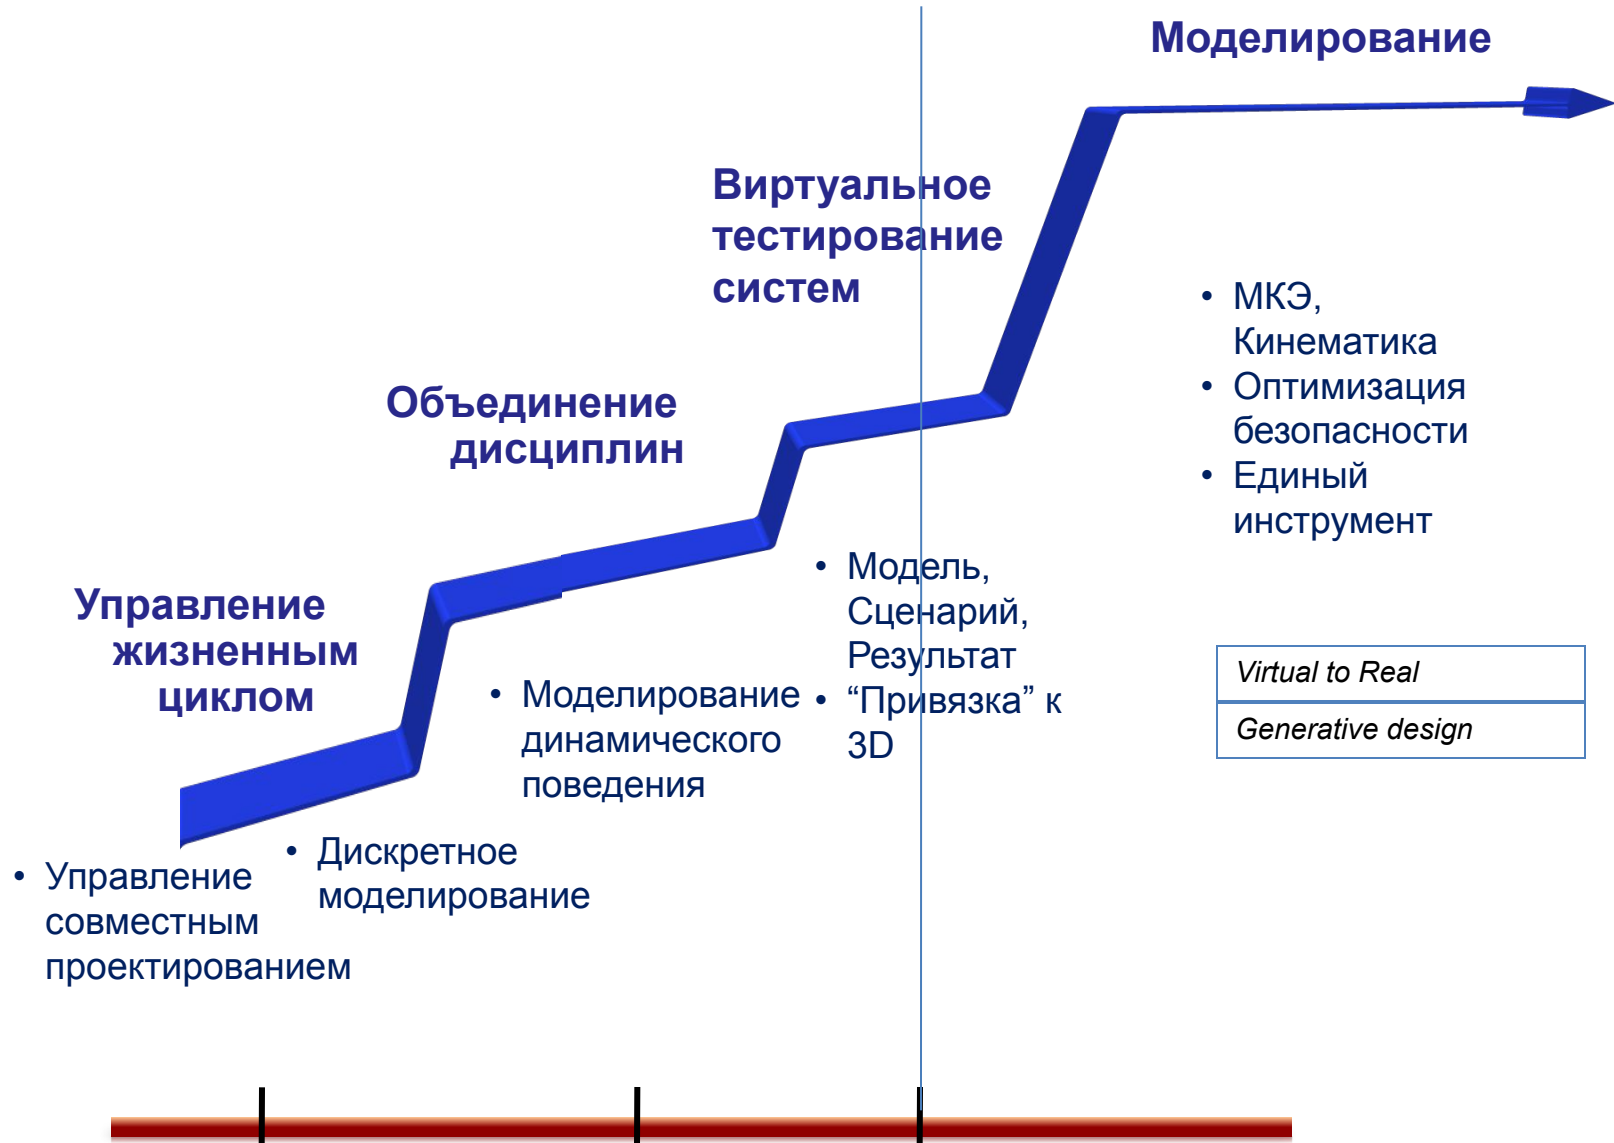 Моделирование
Виртуальное
тестирование
систем
• МКЭ,
Кинематика
• Оптимизация
безопасности
• Единый
инструмент
Объединение
дисциплин
• Модель,
Сценарий,
Результат
• “Привязка” к
3D
Управление
жизненным
циклом
• Моделирование
динамического
поведения
Virtual to Real
Generative design
• Дискретное
моделирование
• Управление
совместным
проектированием